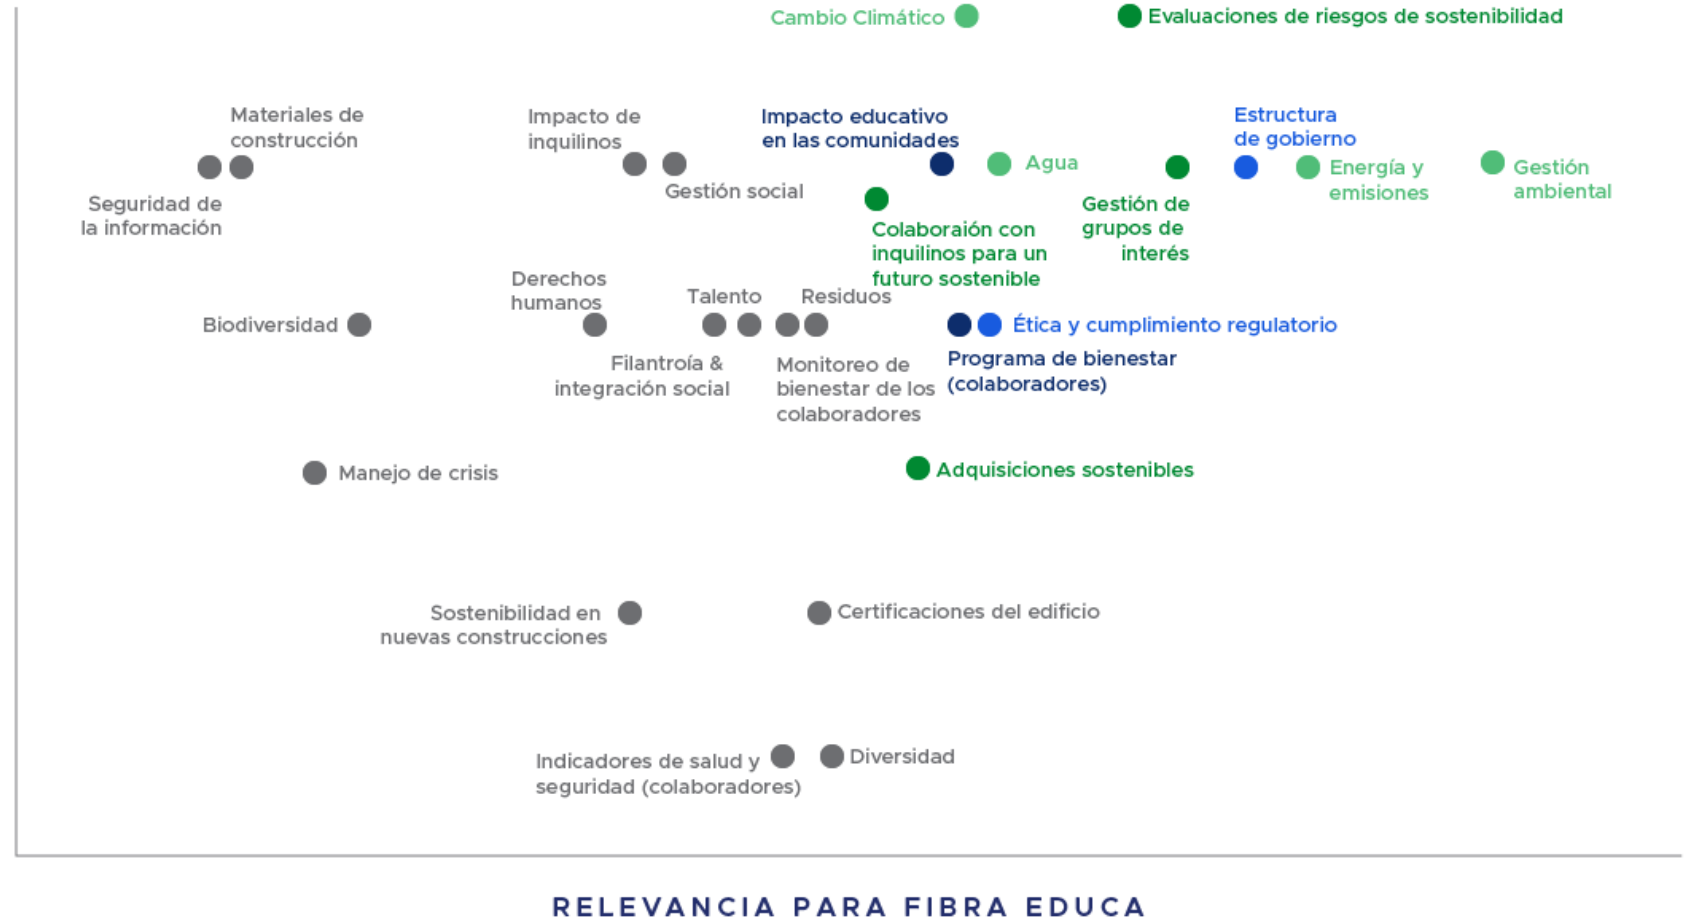 Cambio Climático
Evaluaciones de riesgos de sostenibilidad
Materiales de
construcción
Impacto de
inquilinos
Impacto educativo
en las comunidades
Agua
Estructura
de gobierno
Energía y
emisiones
Gestión
ambiental
Seguridad de
la información
Gestión social
Colaboraión con
inquilinos para un
futuro sostenible
Gestión de
grupos de
interés
Biodiversidad
Derechos
humanos
Talento
Residuos
Ética y cumplimiento regulatorio
Filantroía &
integración social
Monitoreo de
bienestar de los
colaboradores
Programa de bienestar
(colaboradores)
Manejo de crisis
Adquisiciones sostenibles
Sostenibilidad en
nuevas construcciones
Certificaciones del edificio
Indicadores de salud y
seguridad (colaboradores)
Diversidad
RELEVANCIA PARA FIBRA EDUCA